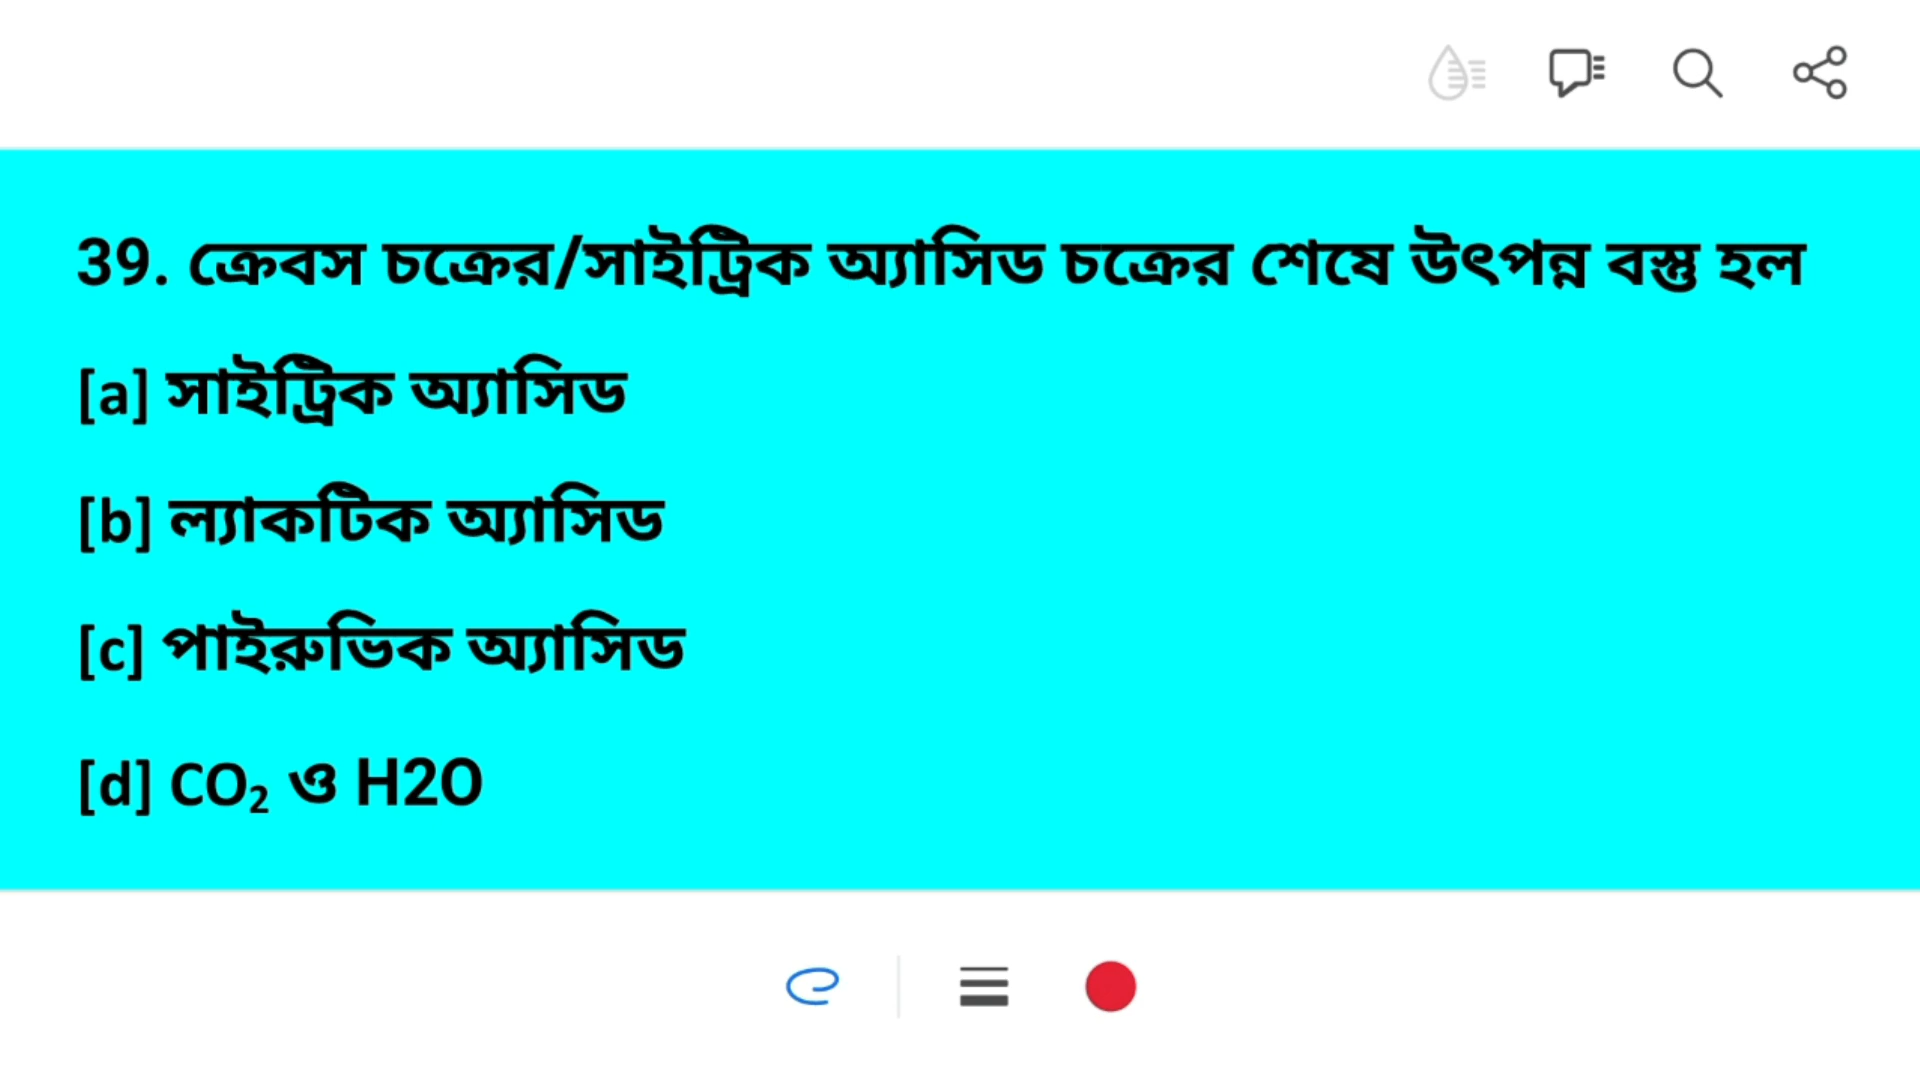 39. ক্রেবস চক্রের/সাইট্রিক অ্যাসিড চক্রের শেষে উৎপন্ন বস্তু হল
[a] সাইট্রিক অ্যাসিড
[b] ল্যাকটিক অ্যাসিড
[c] পাইরুভিক অ্যাসিড
[d] CO₂ ও H2O